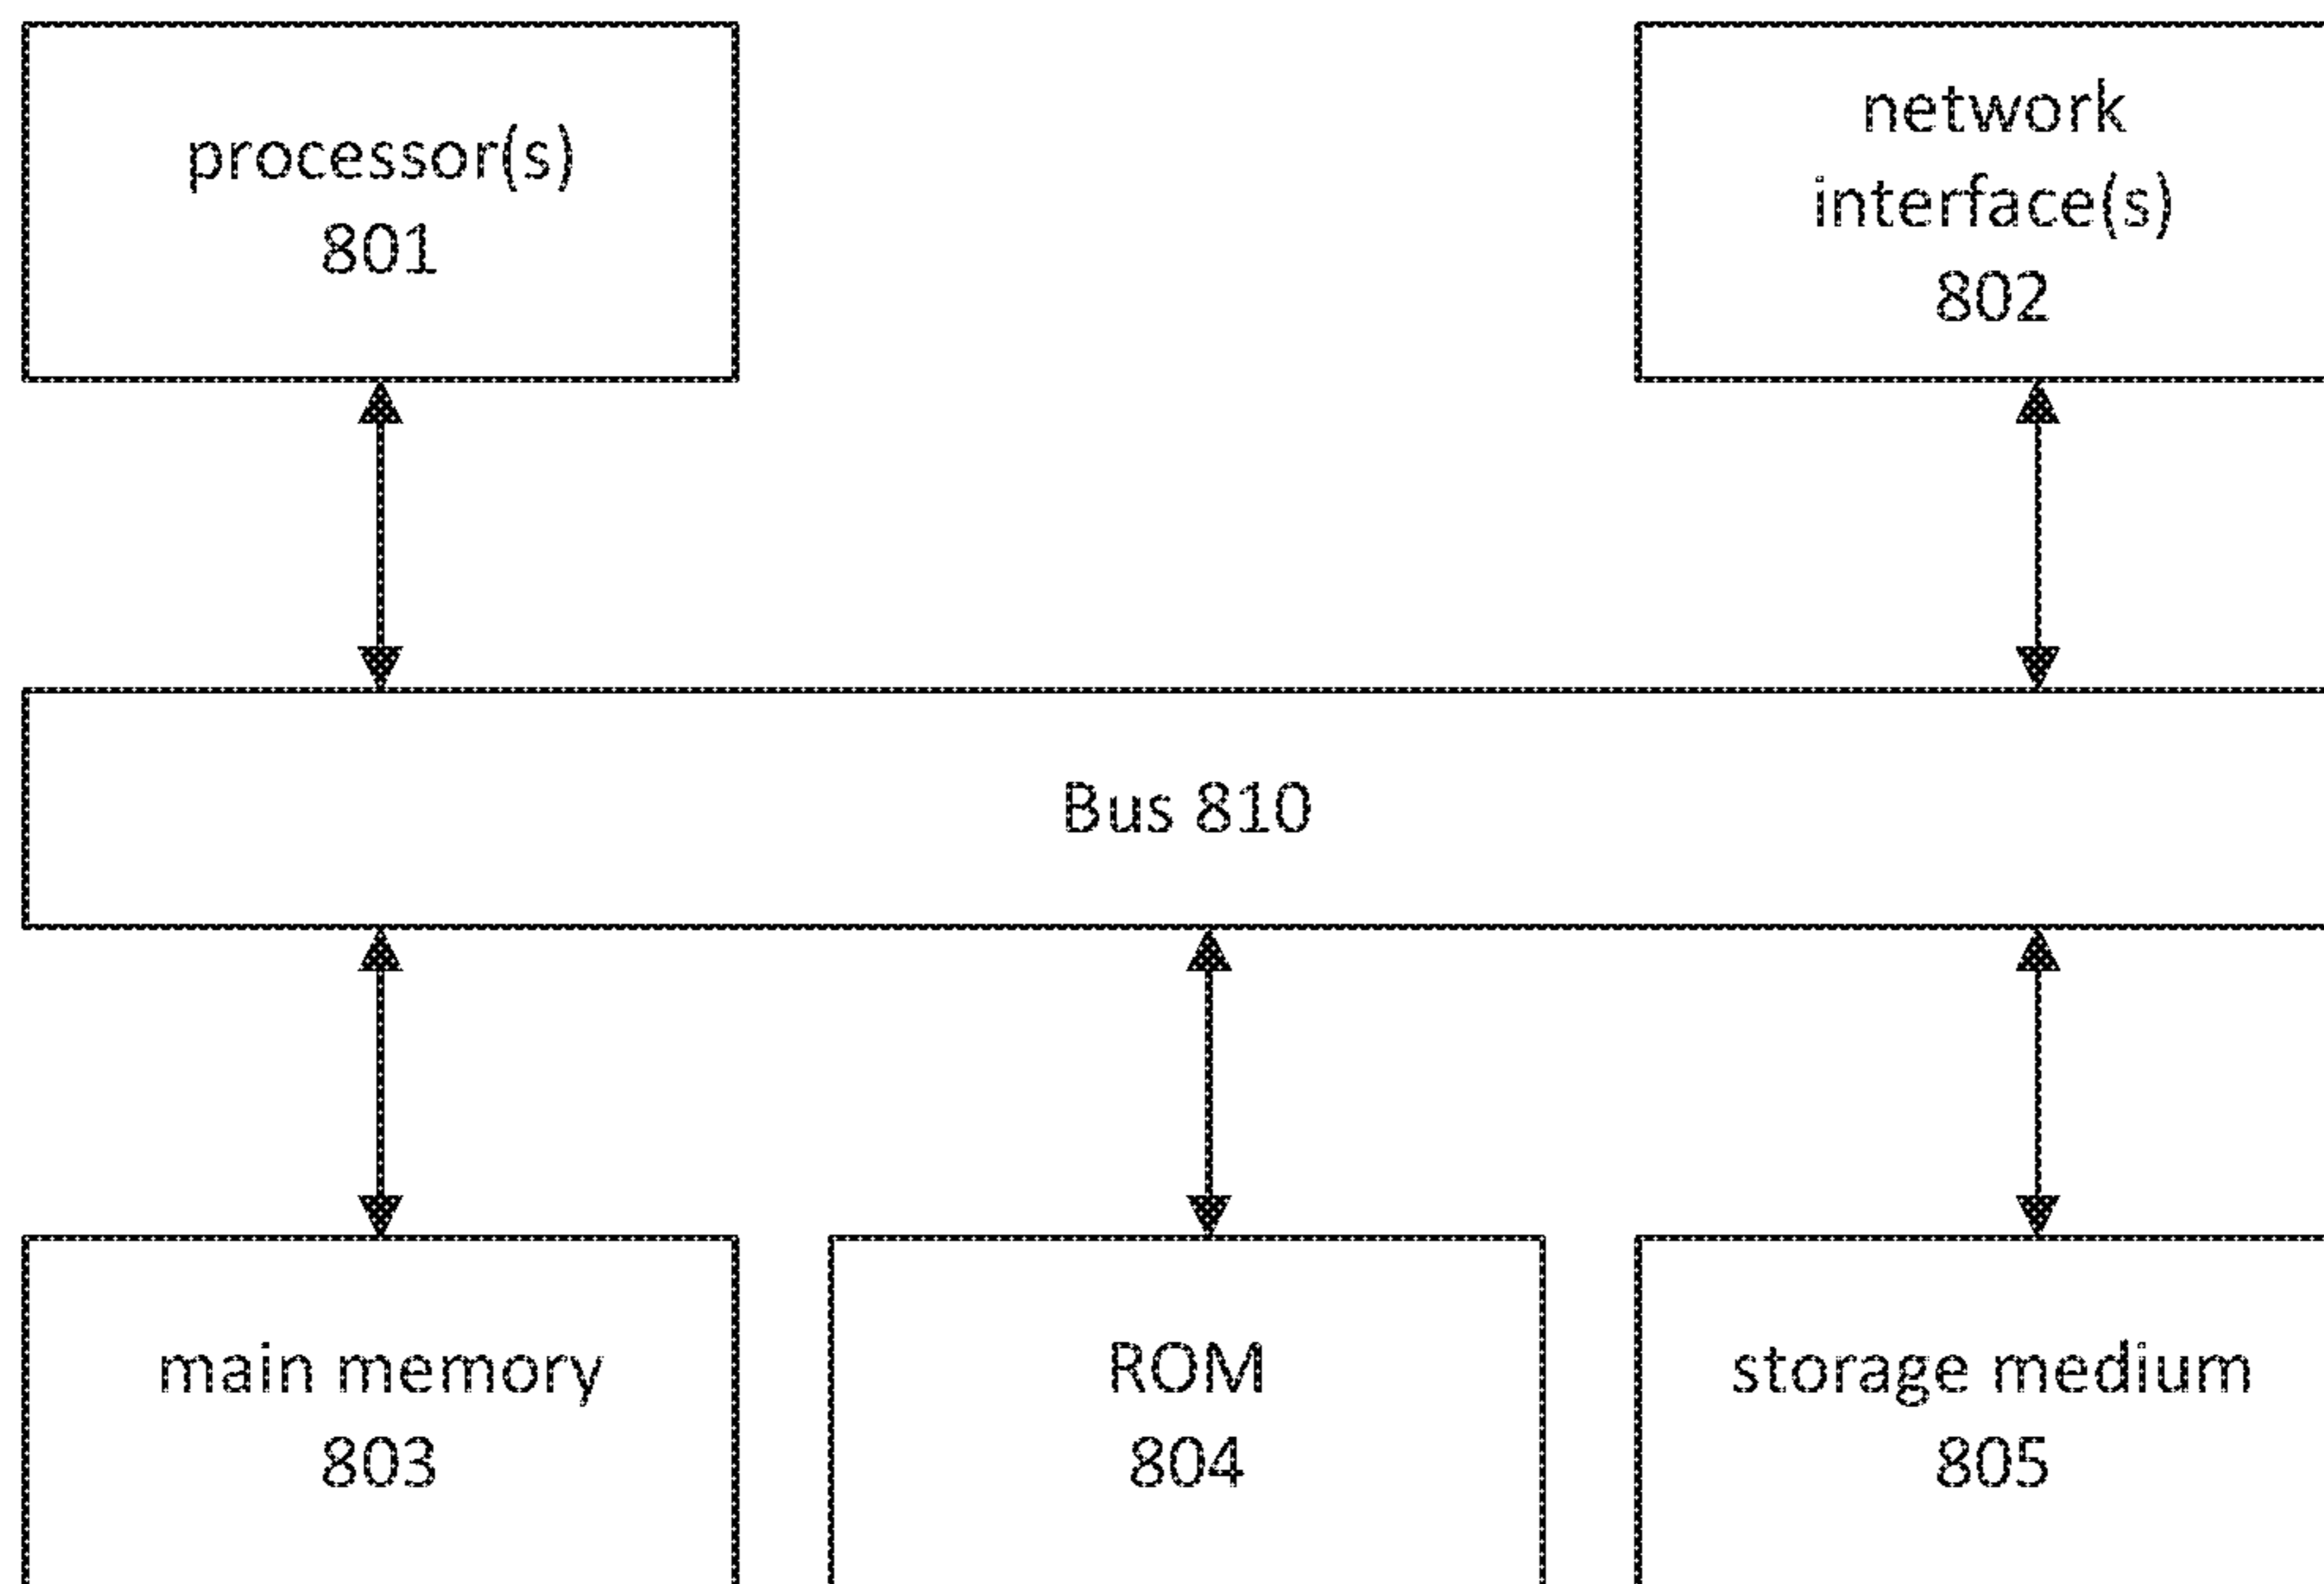 processor(s)
801
network
interface(s)
802
Bus 810
main memory
803
ROM
804
storage medium
805